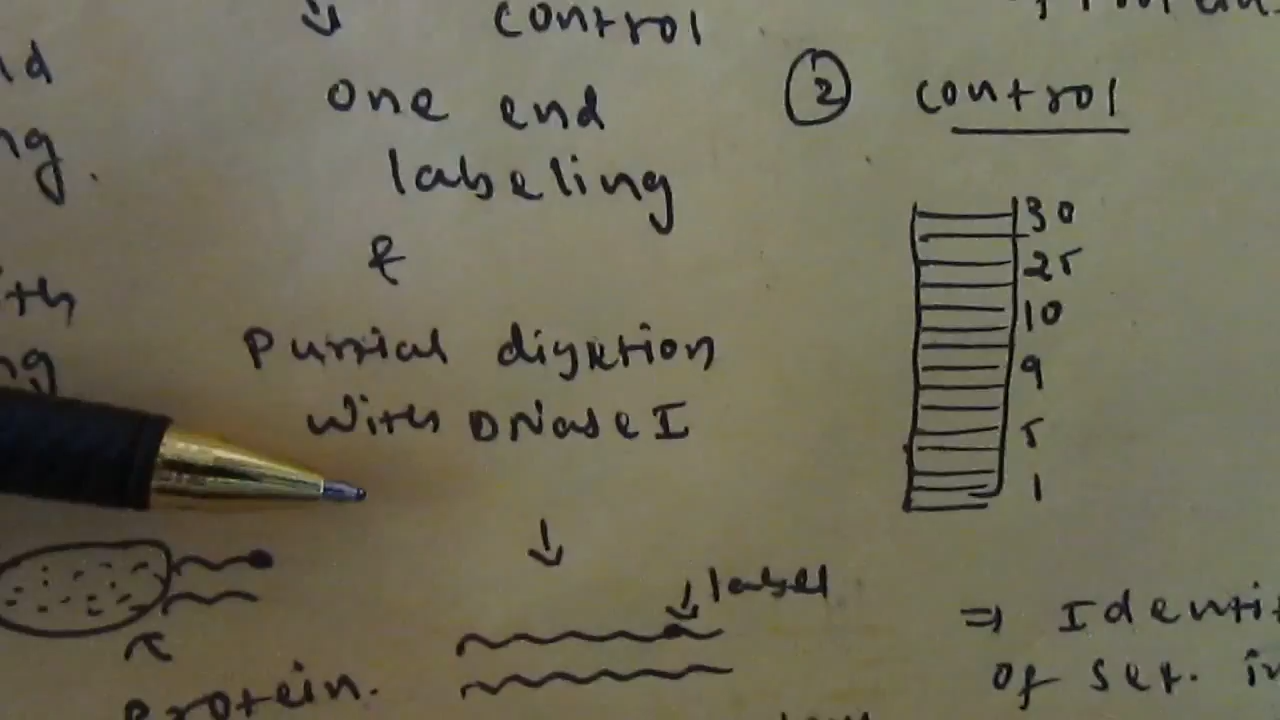 control
one end
labeling
&
Purrial digestion
with DNase I
label
protein.
② control
30
25
10
9
5
1
⇒ Identi
of seq. in